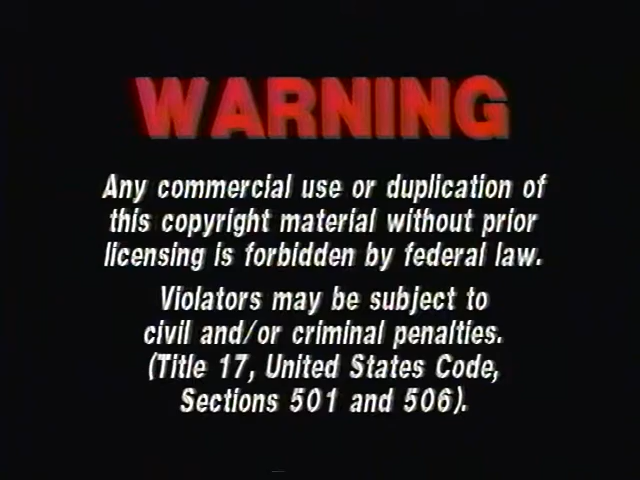 WARNING
Any commercial use or duplication of
this copyright material without prior
licensing is forbidden by federal law.
Violators may be subject to
civil and/or criminal penalties.
(Title 17, United States Code,
Sections 501 and 506).